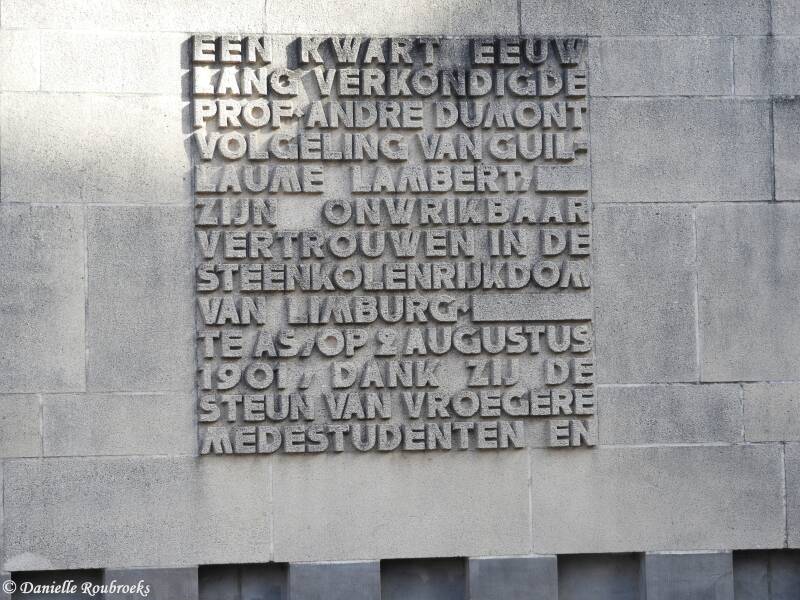 EEN KWART EEUW
LANG VERKONDIGDE
PROF· ANDRE DUMONT
VOLGELING VAN GUIL-
LAUME LAMBERT,
ZIJN ONWRIKBAAR
VERTROUWEN IN DE
STEENKOLENRIJKDOM
VAN LIMBURG·
TE AS, OP 2 AUGUSTUS
1901, DANK ZIJ DE
STEUN VAN VROEGERE
MEDESTUDENTEN EN
© Danielle Roubroeks